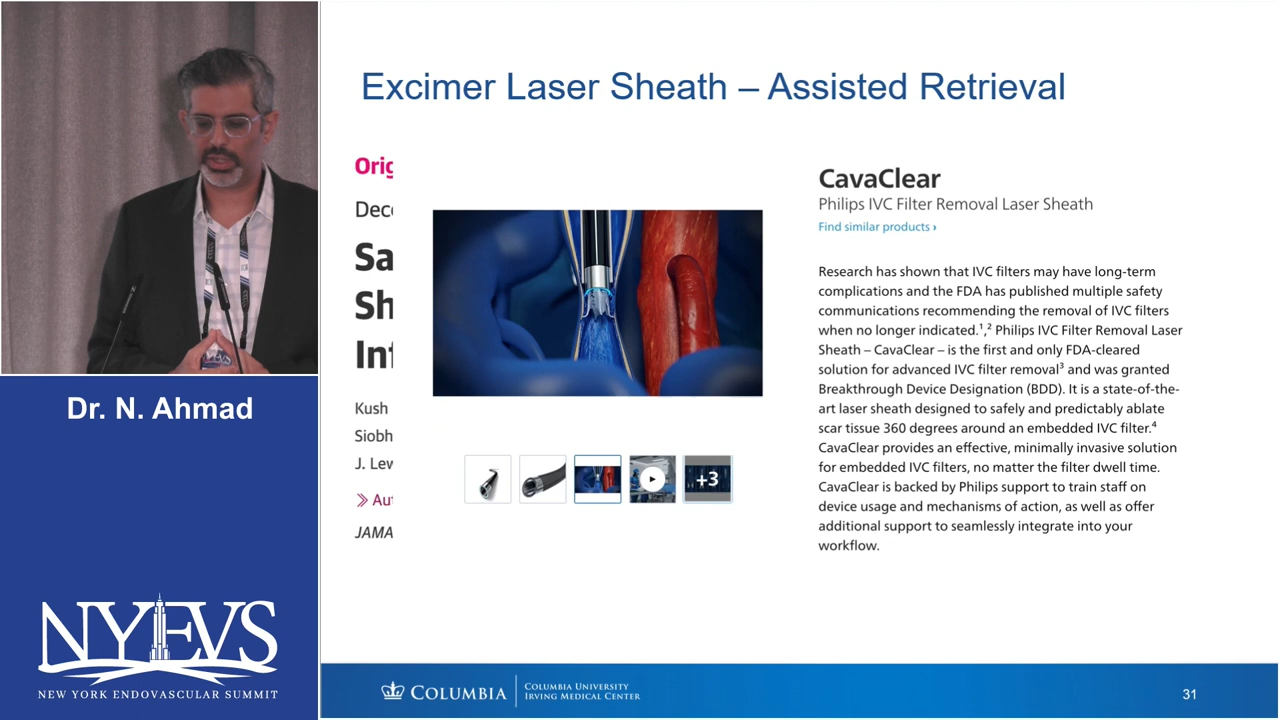 Excimer Laser Sheath – Assisted Retrieval
CavaClear
Philips IVC Filter Removal Laser Sheath
Find similar products ›
Research has shown that IVC filters may have long-term
complications and the FDA has published multiple safety
communications recommending the removal of IVC filters
when no longer indicated.¹,² Philips IVC Filter Removal Laser
Sheath – CavaClear – is the first and only FDA-cleared
solution for advanced IVC filter removal³ and was granted
Breakthrough Device Designation (BDD). It is a state-of-the-
art laser sheath designed to safely and predictably ablate
scar tissue 360 degrees around an embedded IVC filter.⁴
CavaClear provides an effective, minimally invasive solution
for embedded IVC filters, no matter the filter dwell time.
CavaClear is backed by Philips support to train staff on
device usage and mechanisms of action, as well as offer
additional support to seamlessly integrate into your
workflow.
Orig
Dec
Sa
Sh
Inf
Kush
Siobh
J. Lew
» Aut
JAMA
+3
Dr. N. Ahmad
NYEVS
NEW YORK ENDOVASCULAR SUMMIT
COLUMBIA
COLUMBIA UNIVERSITY
IRVING MEDICAL CENTER
31